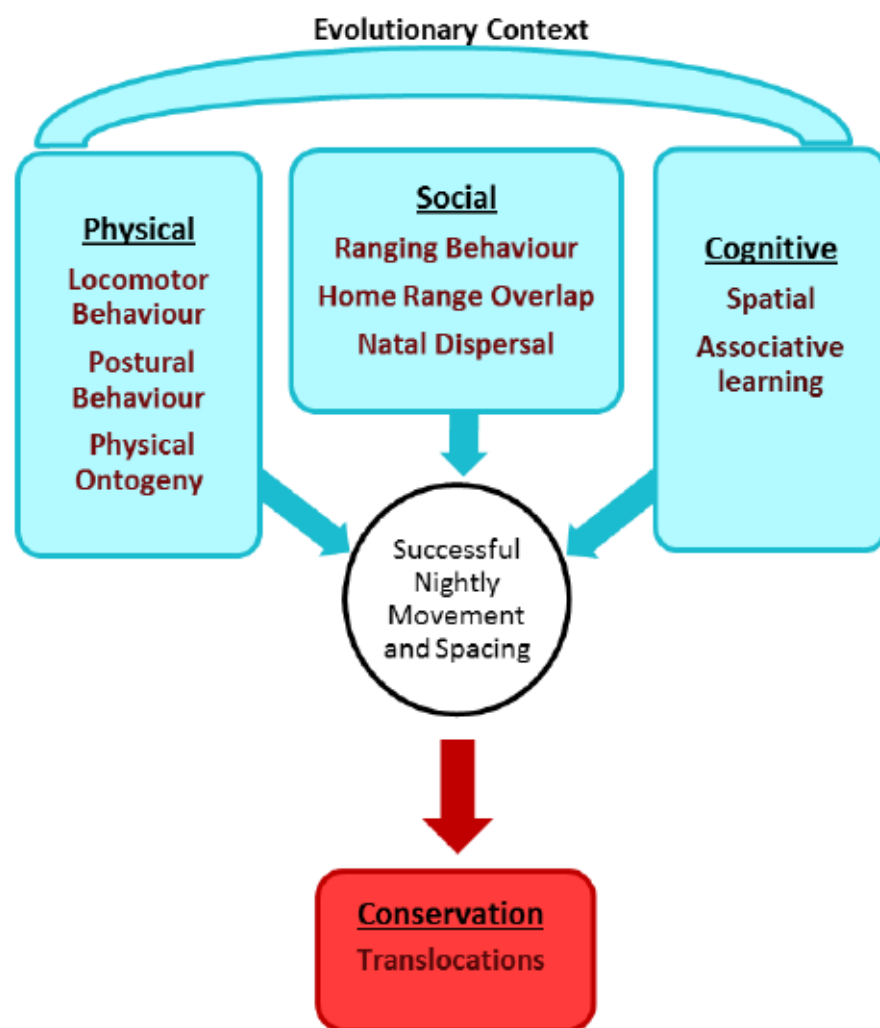 Evolutionary Context
Physical
Locomotor
Behaviour
Postural
Behaviour
Physical
Ontogeny
Social
Ranging Behaviour
Home Range Overlap
Natal Dispersal
Cognitive
Spatial
Associative
learning
Successful
Nightly
Movement
and Spacing
Conservation
Translocations